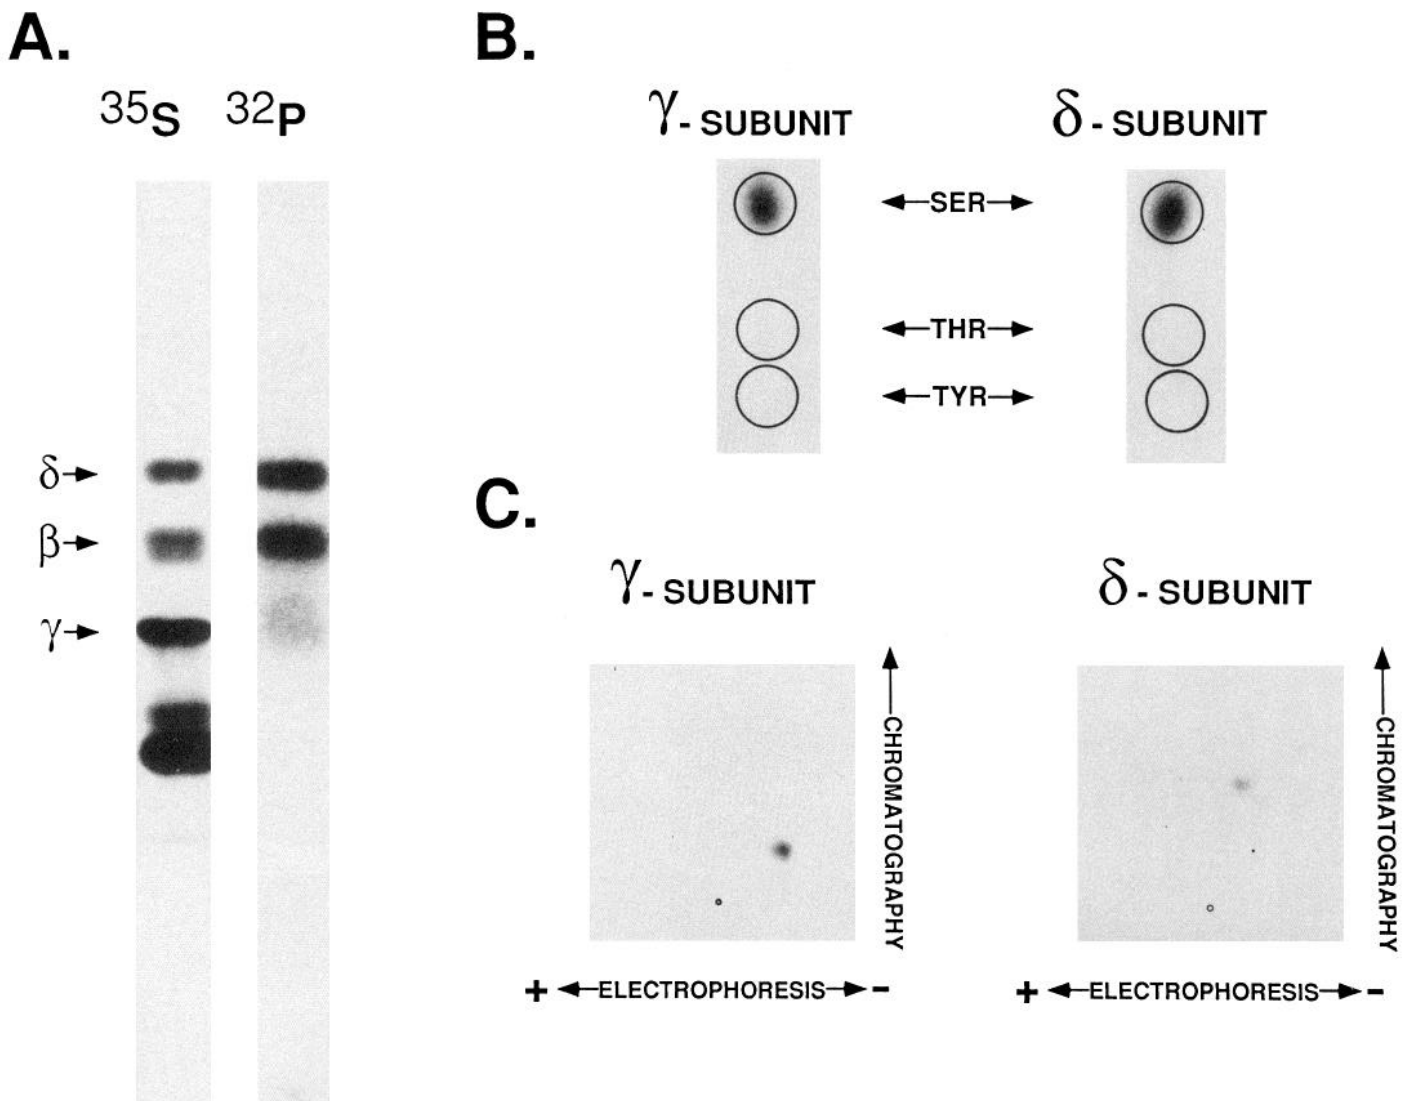 A.
35S 32P
δ
β
γ
B.
γ- SUBUNIT
δ - SUBUNIT
SER
THR
TYR
C.
γ- SUBUNIT
δ - SUBUNIT
CHROMATOGRAPHY
CHROMATOGRAPHY
+ ELECTROPHORESIS -
+ ELECTROPHORESIS -